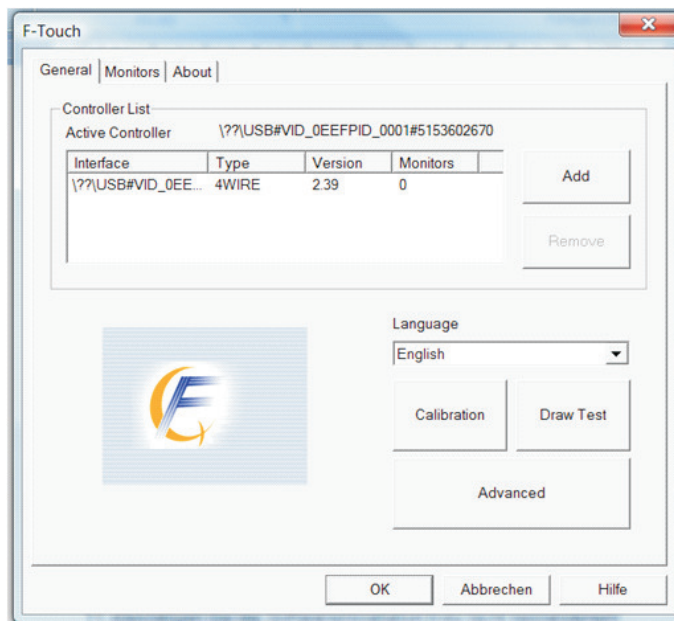 F-Touch
General Monitors About
Controller List
Active Controller \??\USB#VID_0EEFPID_0001#5153602670
Interface Type Version Monitors
\??\USB#VID_0EE... 4WIRE 2.39 0
Add
Remove
Language
English
Calibration Draw Test
Advanced
OK Abbrechen Hilfe